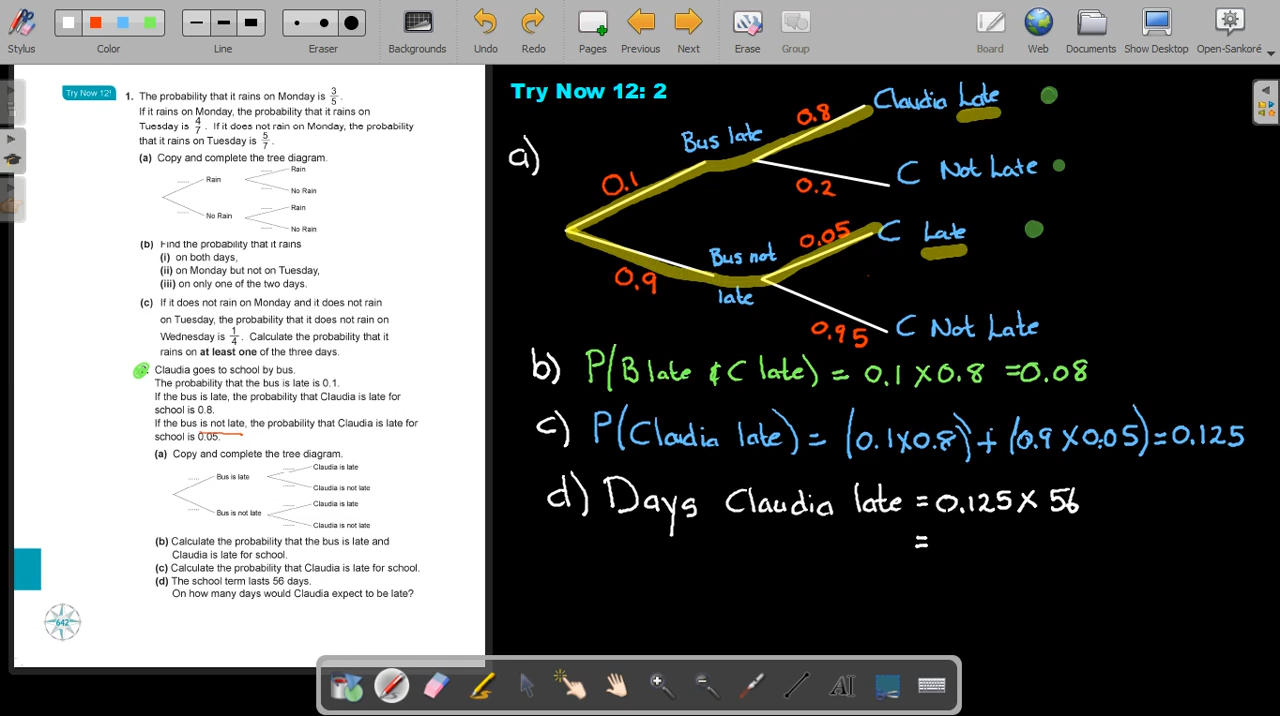 Stylus Color Line Eraser Backgrounds Undo Redo Pages Previous Next Erase Group Board Web Documents Show Desktop Open-Sankoré
Try Now 12!
1. The probability that it rains on Monday is 3/5.
If it rains on Monday, the probability that it rains on
Tuesday is 4/7. If it does not rain on Monday, the probability
that it rains on Tuesday is 5/7.
(a) Copy and complete the tree diagram.
...... Rain
...... Rain
...... No Rain
...... No Rain
...... Rain
...... No Rain
(b) Find the probability that it rains
(i) on both days,
(ii) on Monday but not on Tuesday,
(iii) on only one of the two days.
(c) If it does not rain on Monday and it does not rain
on Tuesday, the probability that it does not rain on
Wednesday is 1/4. Calculate the probability that it
rains on at least one of the three days.
Claudia goes to school by bus.
The probability that the bus is late is 0.1.
If the bus is late, the probability that Claudia is late for
school is 0.8.
If the bus is not late, the probability that Claudia is late for
school is 0.05.
(a) Copy and complete the tree diagram.
...... Bus is late
...... Claudia is late
...... Claudia is not late
...... Bus is not late
...... Claudia is late
...... Claudia is not late
(b) Calculate the probability that the bus is late and
Claudia is late for school.
(c) Calculate the probability that Claudia is late for school.
(d) The school term lasts 56 days.
On how many days would Claudia expect to be late?
642
Try Now 12: 2
a)
0.1 Bus late
0.8 Claudia Late
0.2 C Not Late
0.9 Bus not
late
0.05 C Late
0.95 C Not Late
b) P(B late & C late) = 0.1 × 0.8 = 0.08
c) P(Claudia late) = (0.1×0.8) + (0.9 × 0.05) = 0.125
d) Days Claudia late = 0.125 × 56
=
AI